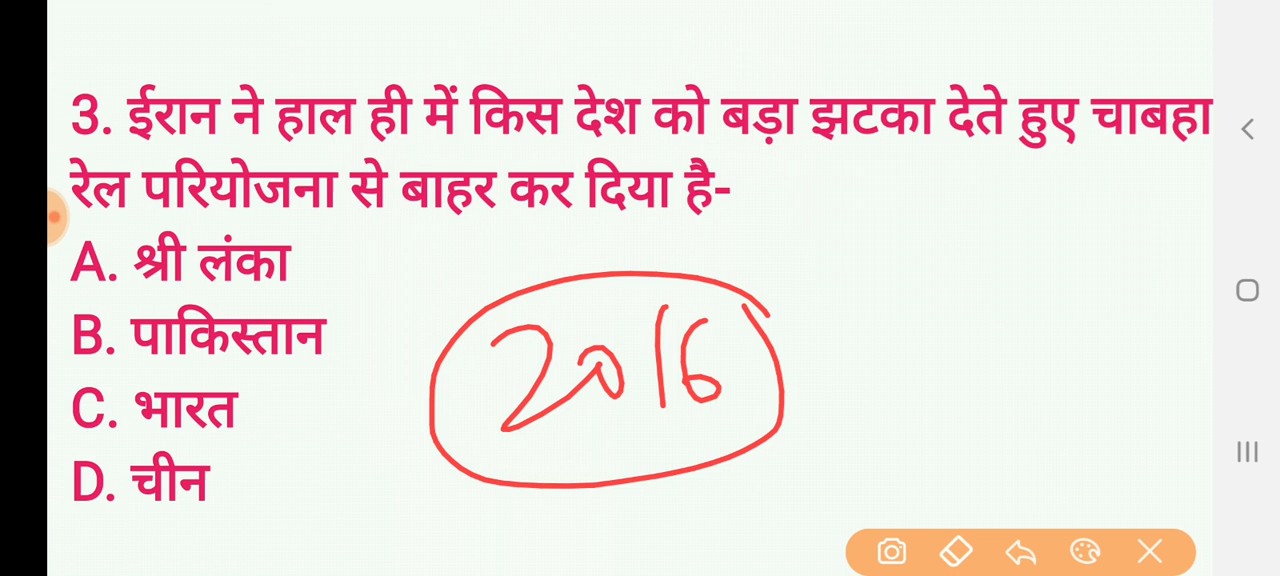 3. ईरान ने हाल ही में किस देश को बड़ा झटका देते हुए चाबहा
रेल परियोजना से बाहर कर दिया है-
A. श्री लंका
B. पाकिस्तान
C. भारत
D. चीन
2016